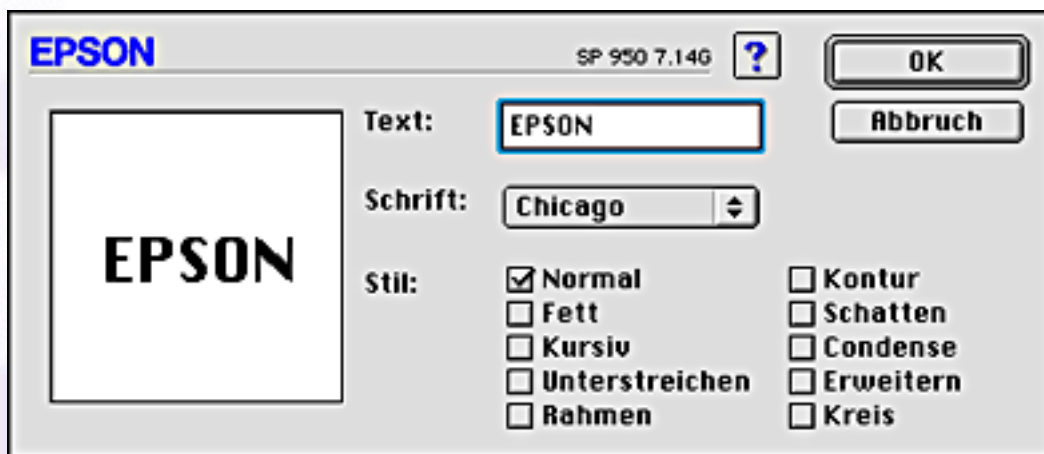 EPSON
SP 950 7.14G ?
OK
Abbruch
Text: EPSON
Schrift: Chicago
EPSON
Stil:
Normal
Fett
Kursiv
Unterstreichen
Rahmen
Kontur
Schatten
Condense
Erweitern
Kreis